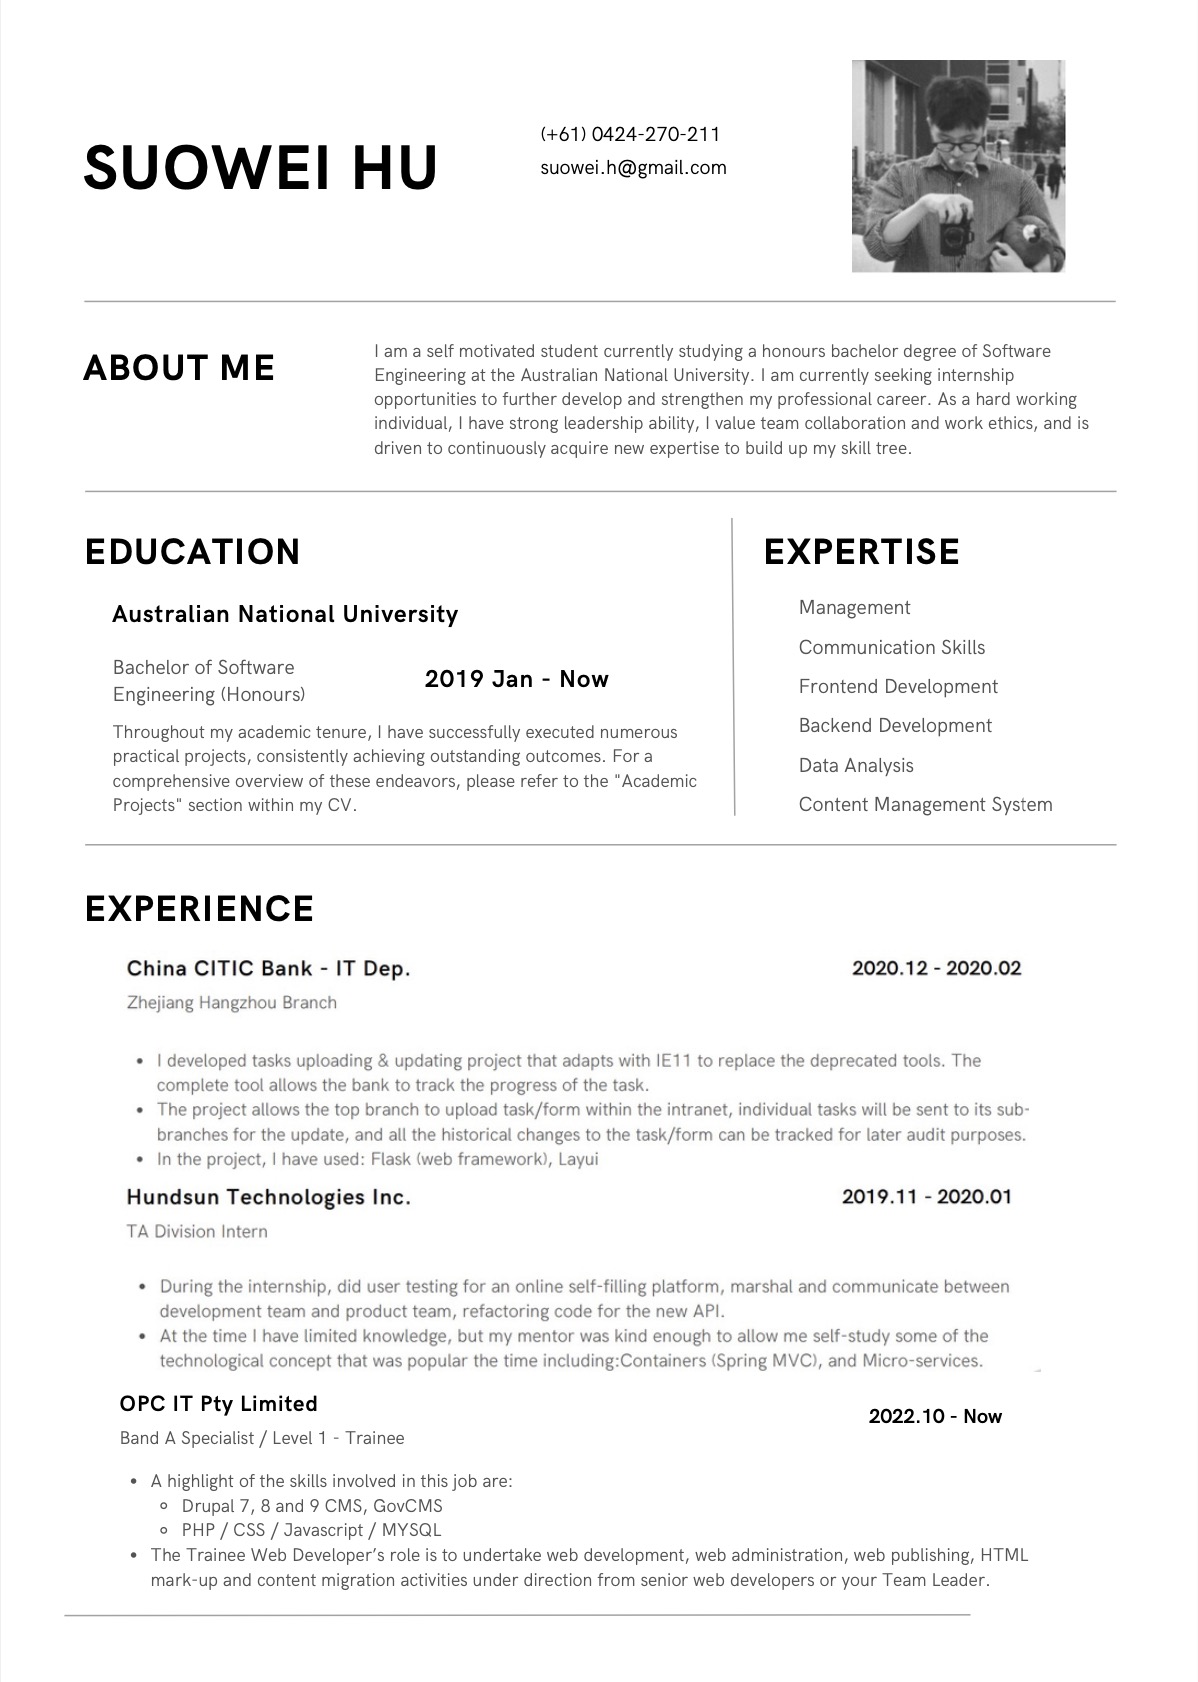 SUOWEI HU
(+61) 0424-270-211
suowei.h@gmail.com
ABOUT ME
I am a self motivated student currently studying a honours bachelor degree of Software
Engineering at the Australian National University. I am currently seeking internship
opportunities to further develop and strengthen my professional career. As a hard working
individual, I have strong leadership ability, I value team collaboration and work ethics, and is
driven to continuously acquire new expertise to build up my skill tree.
EDUCATION
Australian National University
Bachelor of Software
Engineering (Honours)
2019 Jan - Now
Throughout my academic tenure, I have successfully executed numerous
practical projects, consistently achieving outstanding outcomes. For a
comprehensive overview of these endeavors, please refer to the "Academic
Projects" section within my CV.
EXPERTISE
Management
Communication Skills
Frontend Development
Backend Development
Data Analysis
Content Management System
EXPERIENCE
China CITIC Bank - IT Dep.
2020.12 - 2020.02
Zhejiang Hangzhou Branch
• I developed tasks uploading & updating project that adapts with IE11 to replace the deprecated tools. The
complete tool allows the bank to track the progress of the task.
• The project allows the top branch to upload task/form within the intranet, individual tasks will be sent to its sub-
branches for the update, and all the historical changes to the task/form can be tracked for later audit purposes.
• In the project, I have used: Flask (web framework), Layui
Hundsun Technologies Inc.
2019.11 - 2020.01
TA Division Intern
• During the internship, did user testing for an online self-filling platform, marshal and communicate between
development team and product team, refactoring code for the new API.
• At the time I have limited knowledge, but my mentor was kind enough to allow me self-study some of the
technological concept that was popular the time including:Containers (Spring MVC), and Micro-services.
OPC IT Pty Limited
2022.10 - Now
Band A Specialist / Level 1 - Trainee
• A highlight of the skills involved in this job are:
◦ Drupal 7, 8 and 9 CMS, GovCMS
◦ PHP / CSS / Javascript / MYSQL
• The Trainee Web Developer’s role is to undertake web development, web administration, web publishing, HTML
mark-up and content migration activities under direction from senior web developers or your Team Leader.